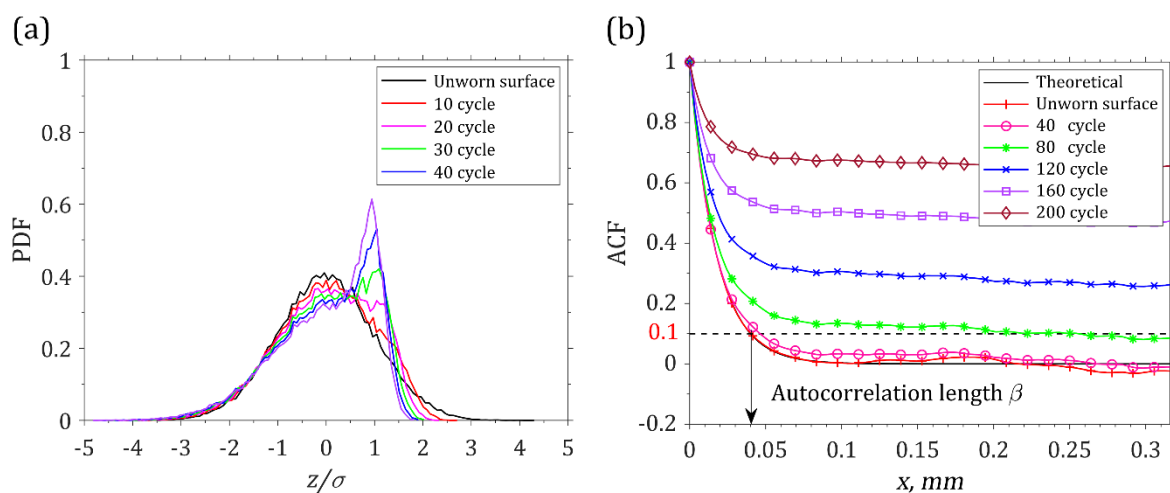 (a)
1
0.8
0.6
0.4
0.2
0
PDF
-5 -4 -3 -2 -1 0 1 2 3 4 5
z/σ
Unworn surface
10 cycle
20 cycle
30 cycle
40 cycle
(b)
1
0.8
0.6
0.4
0.2
0.1
0
-0.2
ACF
0 0.05 0.1 0.15 0.2 0.25 0.3
x, mm
Theoretical
Unworn surface
40 cycle
80 cycle
120 cycle
160 cycle
200 cycle
Autocorrelation length β